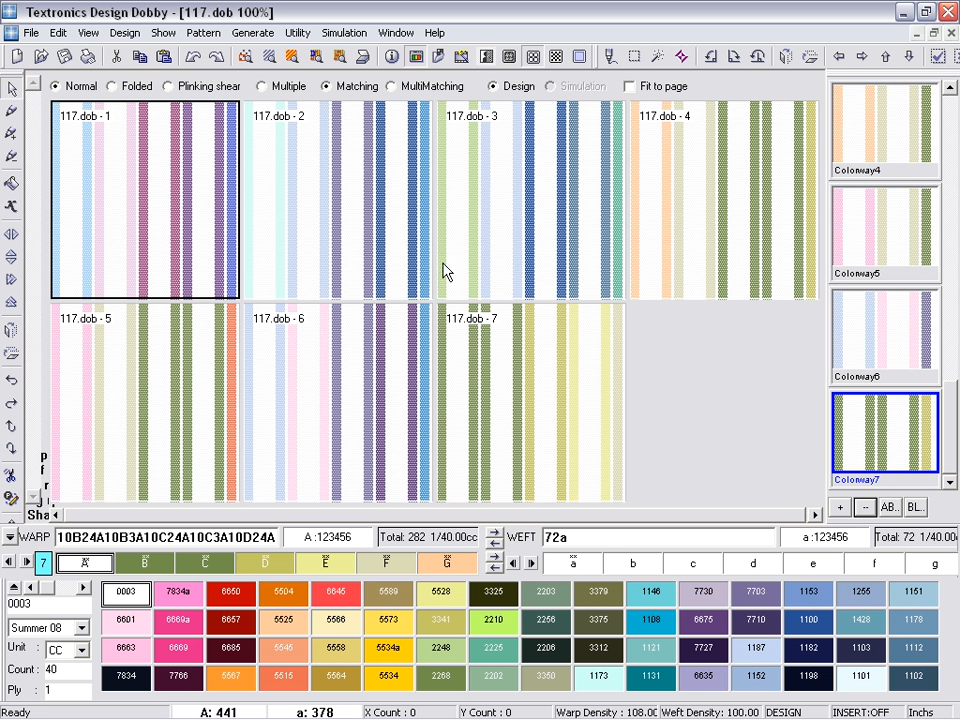 Textronics Design Dobby - [117.dob 100%]
File Edit View Design Show Pattern Generate Utility Simulation Window Help
Normal Folded Plinking shear Multiple Matching MultiMatching Design Simulation Fit to page
117.dob - 1 117.dob - 2 117.dob - 3 117.dob - 4
Colorway4
Colorway5
117.dob - 5 117.dob - 6 117.dob - 7
Colorway6
Colorway7
Sha
+ -- AB.. BL..
WARP 10B24A10B3A10C24A10C3A10D24A A :123456 Total: 282 1/40.00cc WEFT 72a a :123456 Total: 72 1/40.00
7 A B C D E F G a b c d e f g
0003 7834a 6650 6504 6645 5589 5528 3325 2203 3379 1146 7730 7703 1153 1255 1151
0003
6601 6669a 6657 5525 5566 5573 3341 2210 2256 3375 1108 6675 7710 1100 1428 1178
Summer 08
Unit : CC
6663 6669 6685 5545 5558 5534a 2248 2225 2206 3312 1121 7727 1187 1182 1103 1112
Count : 40
7834 7766 5567 5515 5564 5534 2268 2202 3350 1173 1131 6635 1152 1198 1101 1102
Ply : 1
Ready A: 441 a: 378 X Count : 0 Y Count : 0 Warp Density : 108.00 Weft Density: 100.00 DESIGN INSERT:OFF Inchs